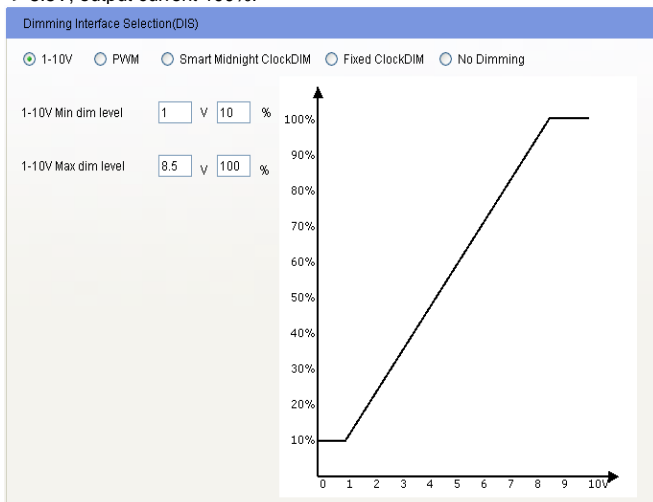 Dimming Interface Selection(DIS)
1-10V PWM Smart Midnight ClockDIM Fixed ClockDIM No Dimming
1-10V Min dim level 1 V 10 %
1-10V Max dim level 8.5 V 100 %
100%
90%
80%
70%
60%
50%
40%
30%
20%
10%
0 1 2 3 4 5 6 7 8 9 10V